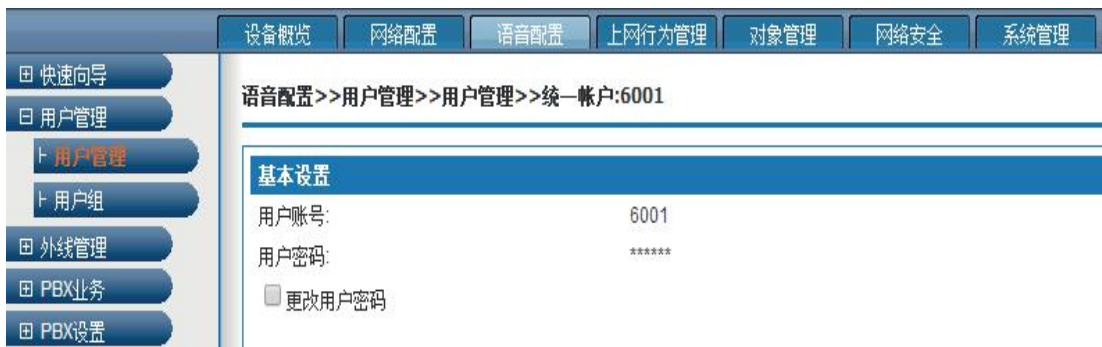 设备概览 网络配置 语音配置 上网行为管理 对象管理 网络安全 系统管理
快速向导
用户管理
用户管理
用户组
外线管理
PBX业务
PBX设置
语音配置>>用户管理>>用户管理>>统一帐户:6001
基本设置
用户账号: 6001
用户密码: ******
更改用户密码